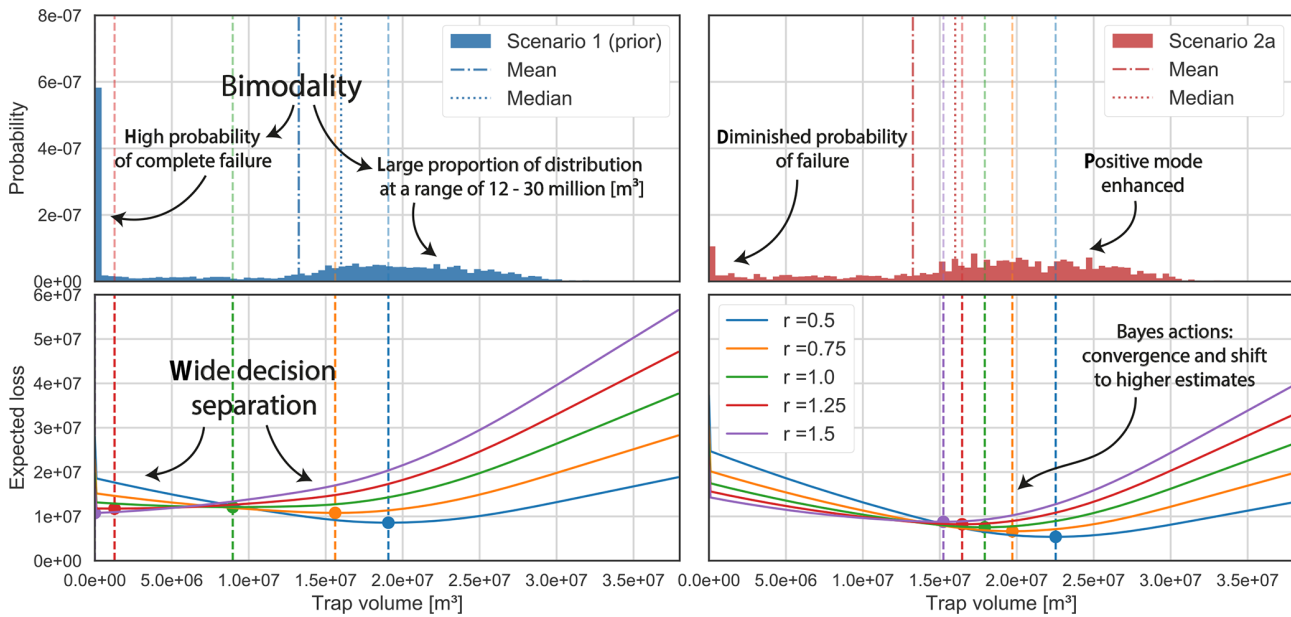 8e-07
6e-07
4e-07
2e-07
0e+00
Probability
Scenario 1 (prior)
Mean
Median
Bimodality
High probability
of complete failure
Large proportion of distribution
at a range of 12 - 30 million [m³]
Scenario 2a
Mean
Median
Diminished probability
of failure
Positive mode
enhanced
6e+07
5e+07
4e+07
3e+07
2e+07
1e+07
0e+00
Expected loss
Wide decision
separation
0.0e+00 5.0e+06 1.0e+07 1.5e+07 2.0e+07 2.5e+07 3.0e+07 3.5e+07
Trap volume [m³]
r =0.5
r =0.75
r =1.0
r =1.25
r =1.5
Bayes actions:
convergence and shift
to higher estimates
0.0e+00 5.0e+06 1.0e+07 1.5e+07 2.0e+07 2.5e+07 3.0e+07 3.5e+07
Trap volume [m³]